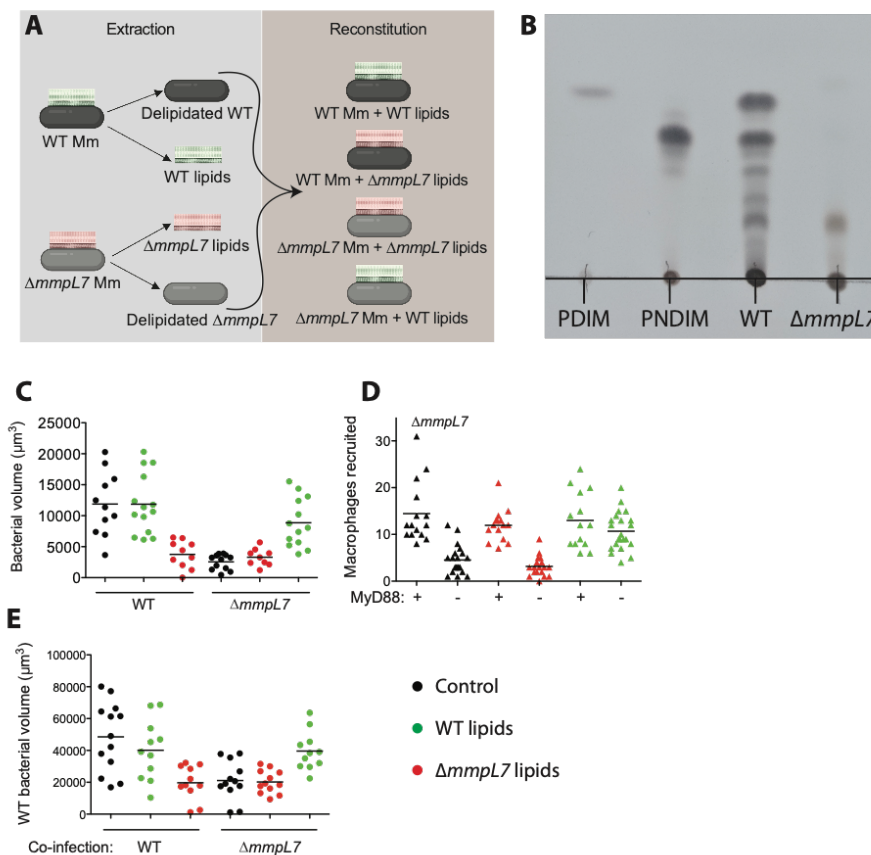 A
Extraction
Reconstitution
WT Mm
Delipidated WT
WT lipids
ΔmmpL7 lipids
ΔmmpL7 Mm
Delipidated ΔmmpL7
WT Mm + WT lipids
WT Mm + ΔmmpL7 lipids
ΔmmpL7 Mm + ΔmmpL7 lipids
ΔmmpL7 Mm + WT lipids
B
PDIM PNDIM WT ΔmmpL7
C
Bacterial volume (μm³)
25000
20000
15000
10000
5000
0
WT ΔmmpL7
D
ΔmmpL7
Macrophages recruited
30
20
10
0
MyD88: + - + - + -
E
WT bacterial volume (μm³)
100000
80000
60000
40000
20000
0
Co-infection: WT ΔmmpL7
Control
WT lipids
ΔmmpL7 lipids